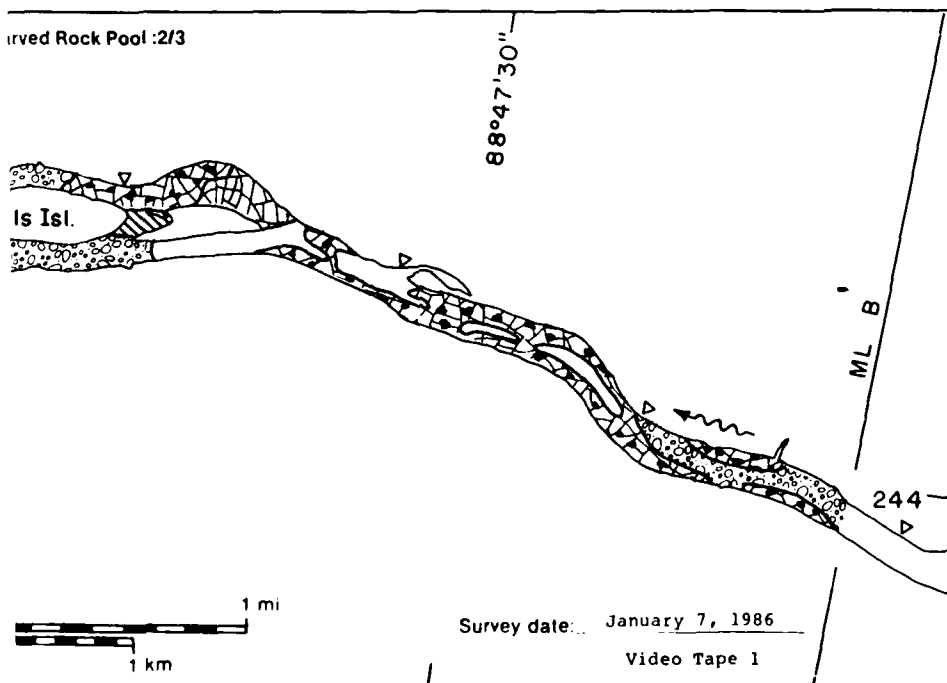 arved Rock Pool :2/3
88°47'30"
ls Isl.
ML B
244
1 mi
1 km
Survey date: January 7, 1986
Video Tape 1